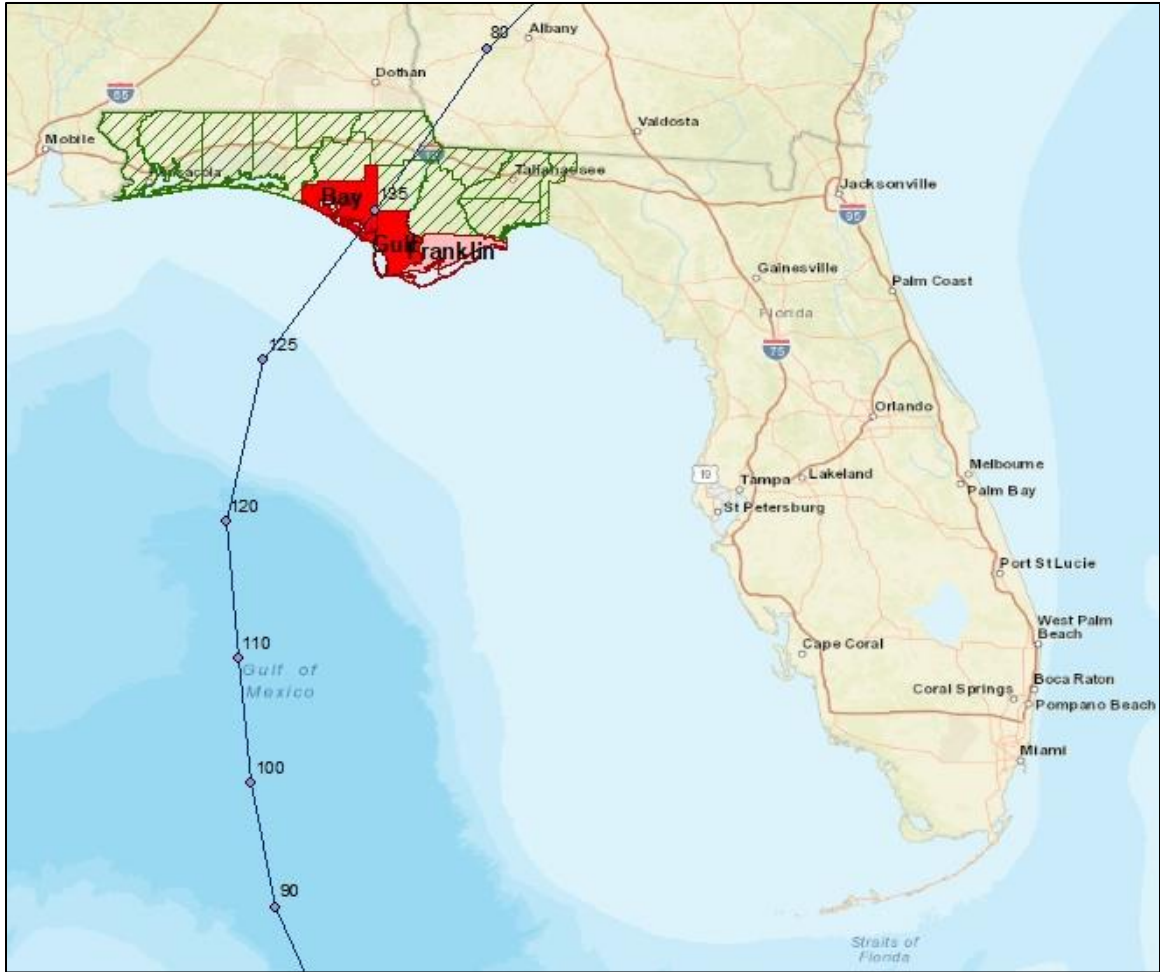 80
Albany
Dothan
85
Valdosta
Mobile
Tallahassee
Pensacola
10
135
Bay
Gulf
Franklin
Jacksonville
95
Gainesville
Palm Coast
Florida
75
125
Orlando
19
Tampa
Lakeland
Melbourne
Palm Bay
St Petersburg
120
Port St Lucie
West Palm
Beach
110
Gulf of
Mexico
Cape Coral
Boca Raton
Coral Springs
Pompano Beach
Miami
100
90
Straits of
Florida